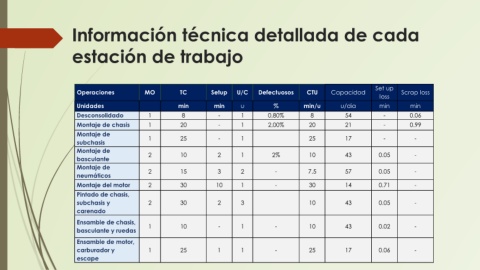 Información técnica detallada de cada
estación de trabajo
Operaciones MO TC Setup U/C Defectuosos CTU Capacidad Set up loss Scrap loss
Unidades min min u % min/u u/día min min
Desconsolidado 1 8 - 1 0,80% 8 54 - 0.06
Montaje de chasis 1 20 - 1 2,00% 20 21 - 0.99
Montaje de
subchasis 1 25 - 1 25 17 - -
Montaje de
basculante 2 10 2 1 2% 10 43 0.05 -
Montaje de
neumáticos 2 15 3 2 - 7.5 57 0.05 -
Montaje del motor 2 30 10 1 - 30 14 0.71 -
Pintado de chasis,
subchasis y
carenado 2 30 2 3 10 43 0.05 -
Ensamble de chasis,
basculante y ruedas 1 10 - 1 10 43 0.02 -
Ensamble de motor,
carburador y
escape 1 25 1 1 - 25 17 0.06 -